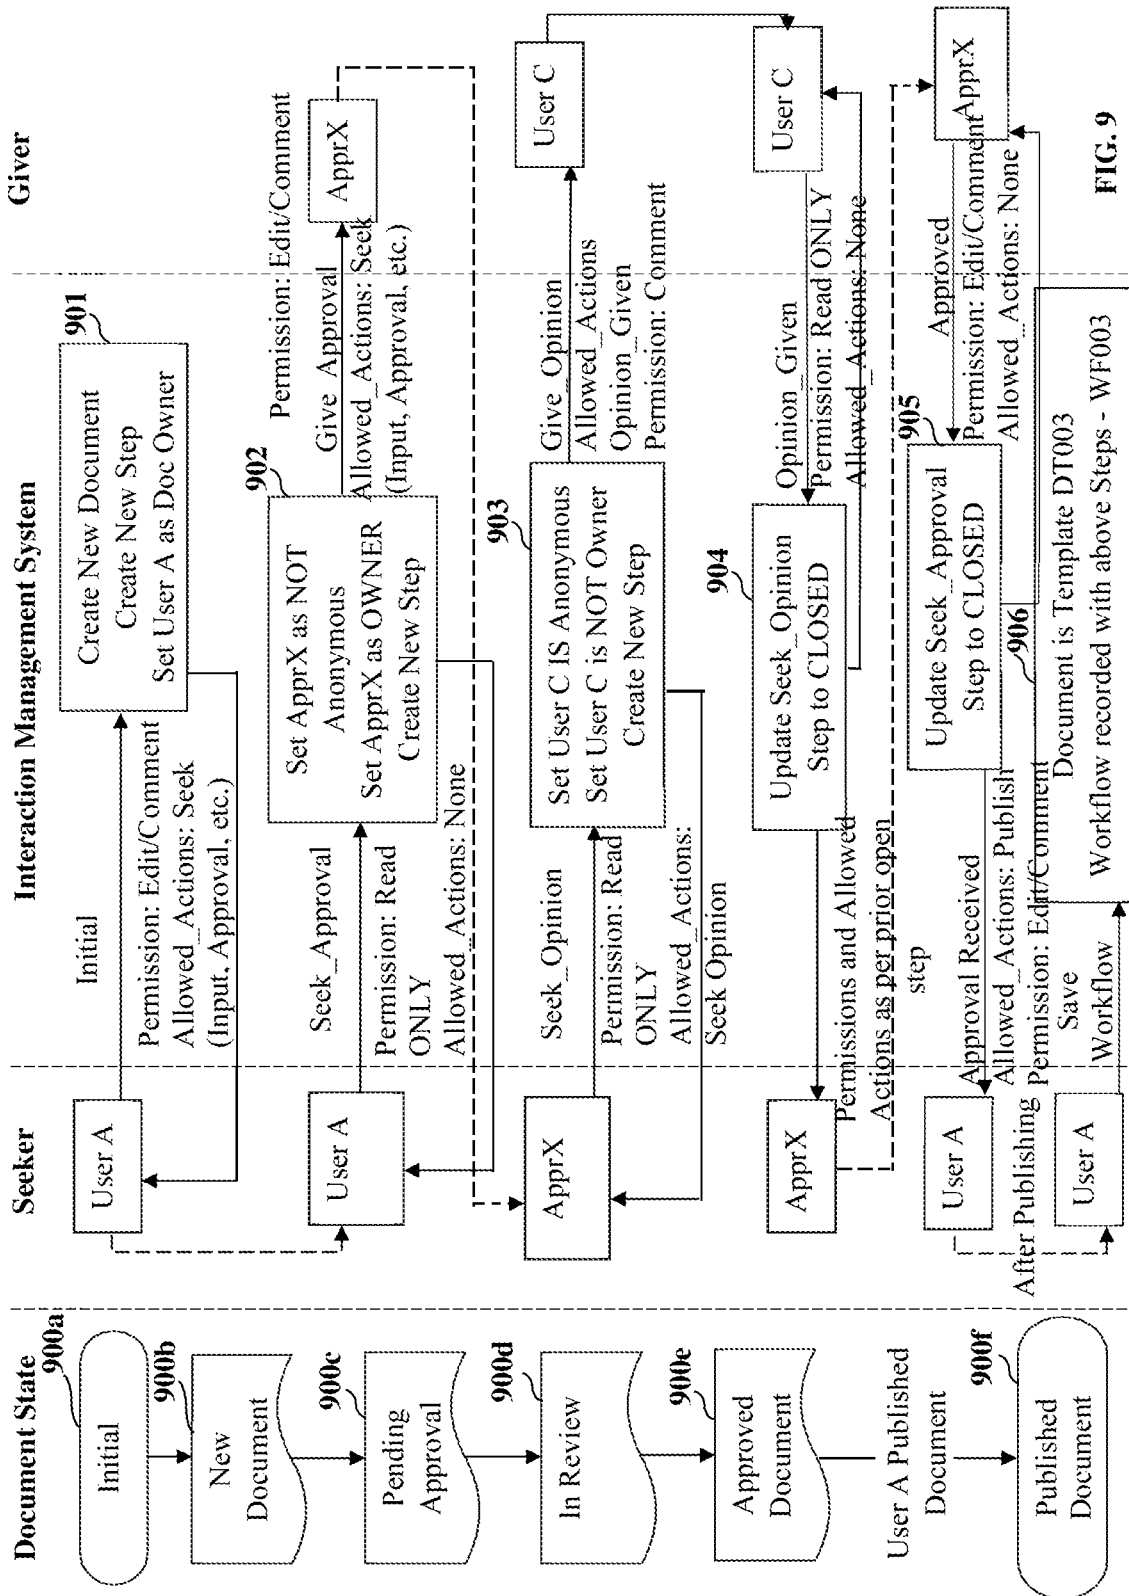 Document State
Seeker
Interaction Management System
Giver
900a
Initial
900b
New
Document
900c
Pending
Approval
900d
In Review
900e
Approved
Document
User A Published
Document
900f
Published
Document
User A
Initial
Permission: Edit/Comment
Allowed_Actions: Seek
(Input, Approval, etc.)
901
Create New Document
Create New Step
Set User A as Doc Owner
User A
Seek_Approval
Permission: Read
ONLY
Allowed_Actions: None
902
Set ApprX as NOT
Anonymous
Set ApprX as OWNER
Create New Step
Permission: Edit/Comment
Give_Approval
Allowed_Actions: Seek
(Input, Approval, etc.)
ApprX
ApprX
Seek_Opinion
Permission: Read
ONLY
Allowed_Actions:
Seek Opinion
903
Set User C IS Anonymous
Set User C is NOT Owner
Create New Step
Give_Opinion
Allowed_Actions
Opinion_Given
Permission: Comment
User C
ApprX
Permissions and Allowed
Actions as per prior open
step
904
Update Seek_Opinion
Step to CLOSED
Opinion_Given
Permission: Read ONLY
Allowed_Actions: None
User C
User A
Approval Received
Allowed_Actions: Publish
Permission: Edit/Comment
905
Update Seek_Approval
Step to CLOSED
Approved
Permission: Edit/Comment
Allowed_Actions: None
ApprX
After Publishing
User A
Save
Workflow
906
Document is Template DT003
Workflow recorded with above Steps - WF003
FIG. 9